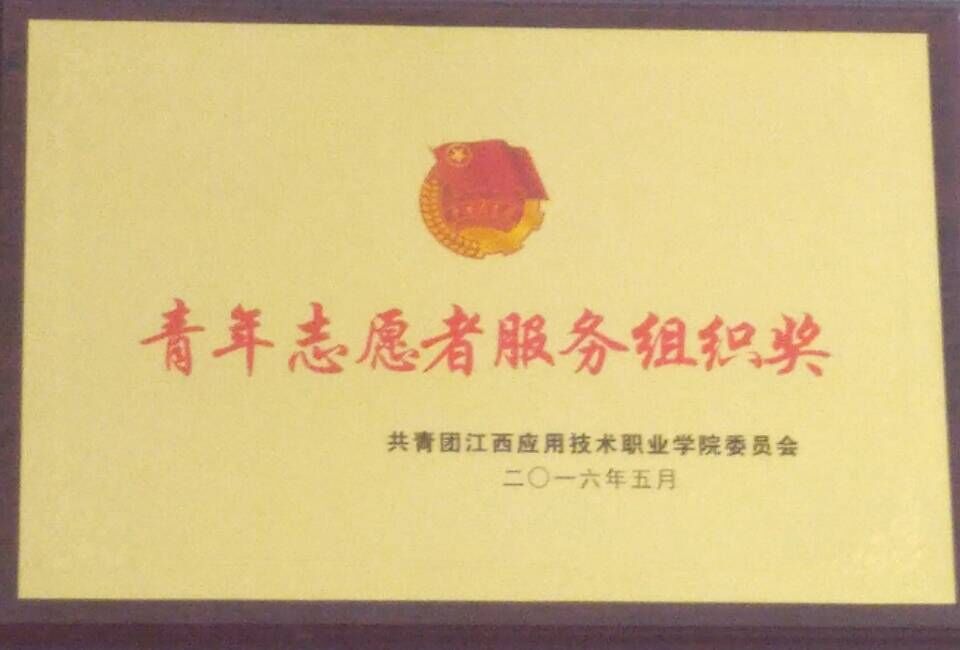 青年志愿者服务组织奖
共青团江西应用技术职业学院委员会
二〇一六年五月